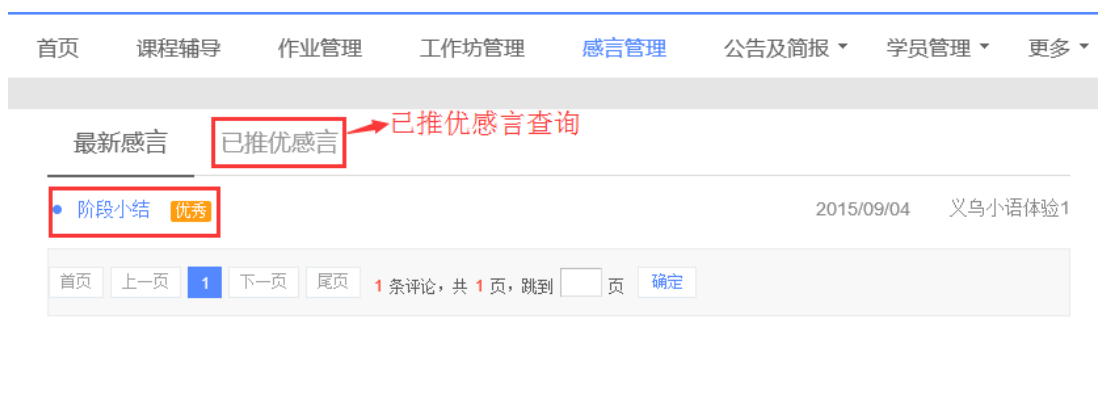 首页 课程辅导 作业管理 工作坊管理 感言管理 公告及简报 学员管理 更多
最新感言 已推优感言 已推优感言查询
阶段小结 优秀 2015/09/04 义乌小语体验1
首页 上一页 1 下一页 尾页 1 条评论，共 1 页，跳到 页 确定